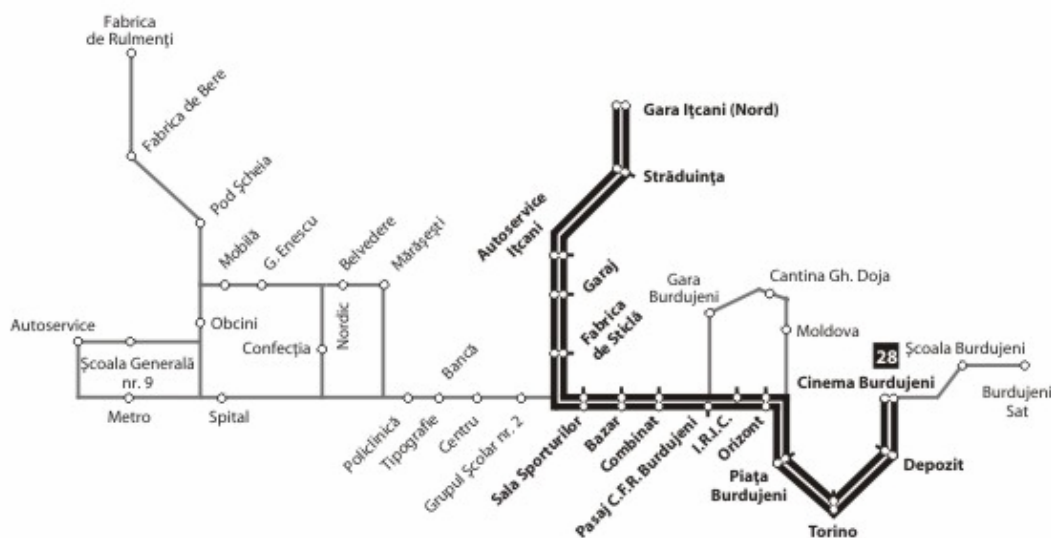 Fabrica
de Rulmenți
Fabrica de Bere
Pod Șcheia
Mobilă
G. Enescu
Belvedere
Mărășești
Autoservice
Obcini
Școala Generală
nr. 9
Confecția
Nordic
Metro
Spital
Policlinică
Tipografie
Bancă
Centru
Grupul Școlar nr. 2
Gara Ițcani (Nord)
Străduința
Autoservice
Ițcani
Garaj
Fabrica
de Sticlă
Sala Sporturilor
Bazar
Combinat
Pasaj C.F.R. Burdujeni
I.R.I.C.
Orizont
Gara
Burdujeni
Cantina Gh. Doja
Moldova
Piața
Burdujeni
Torino
Depozit
28
Cinema Burdujeni
Școala Burdujeni
Burdujeni
Sat